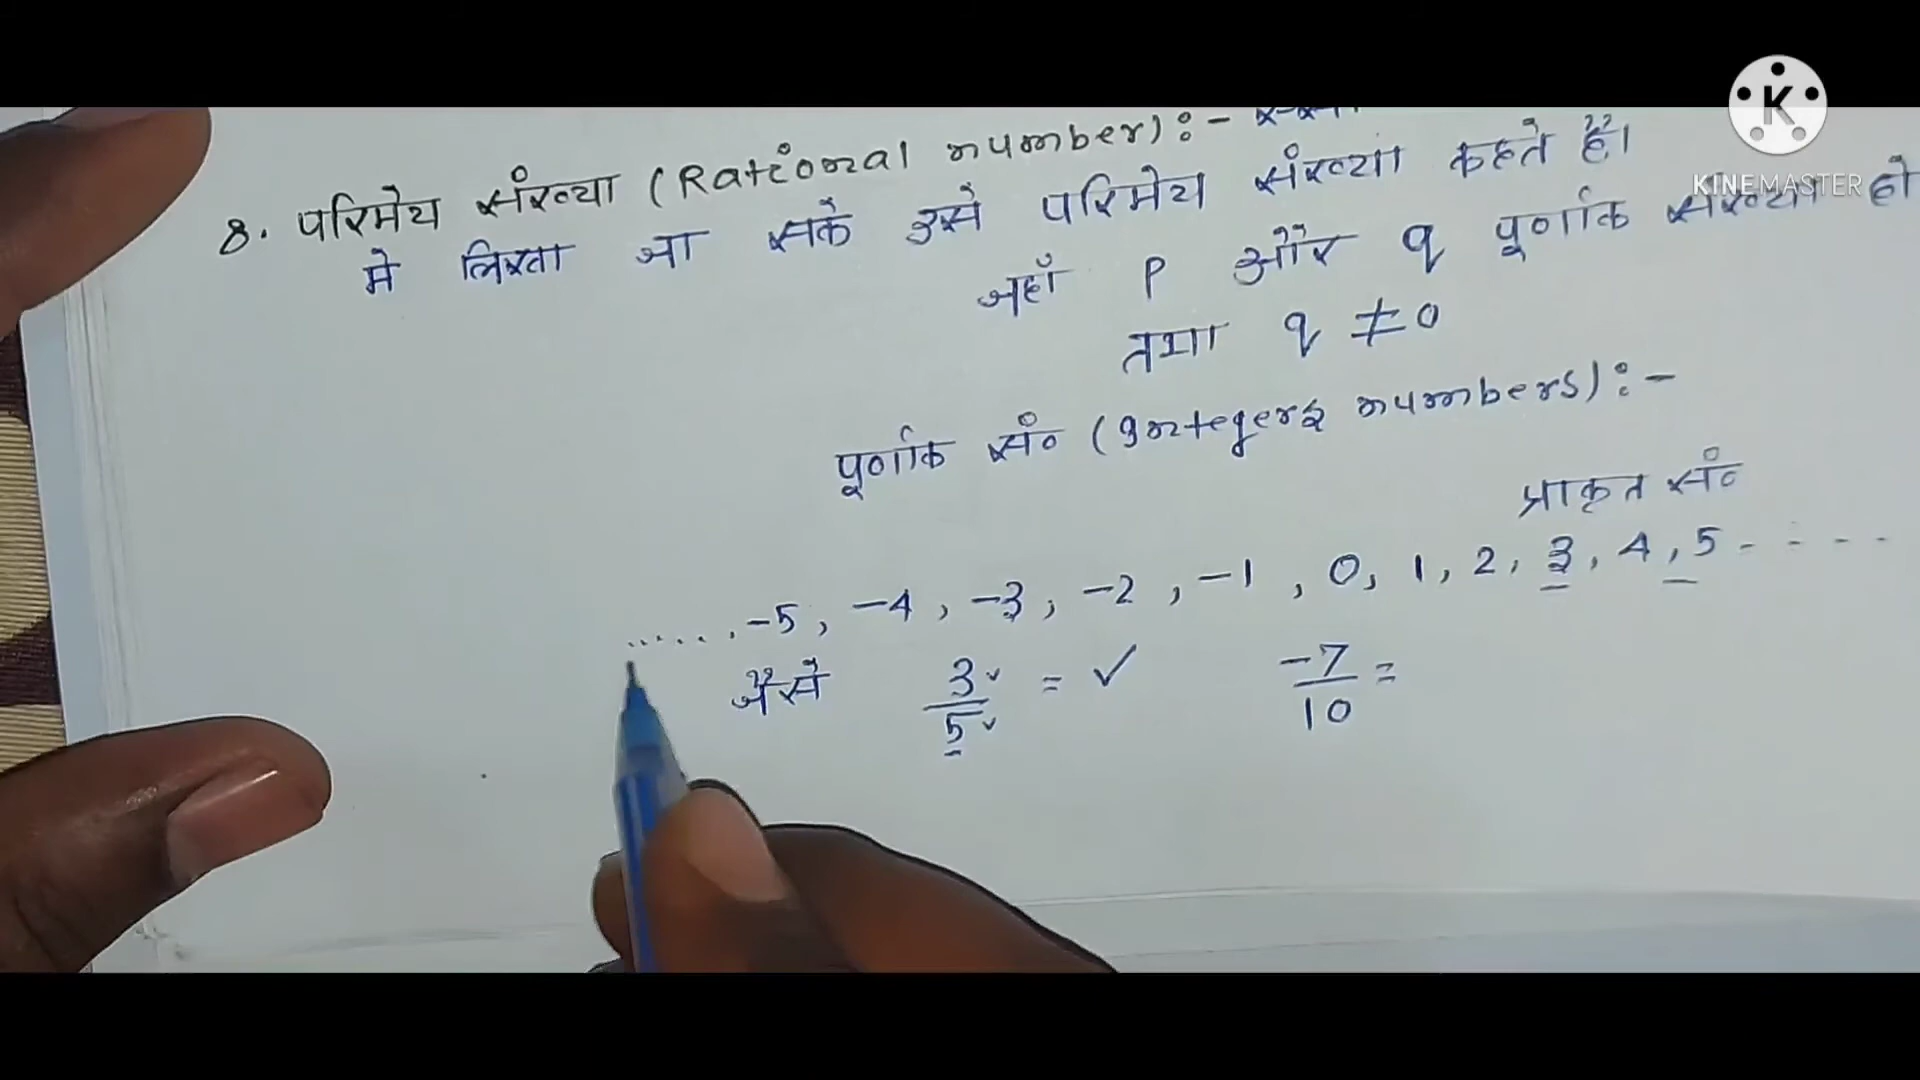 K
KINEMASTER
8. परिमेय संख्या (Rational number):-
मे लिखा जा सके उसे परिमेय संख्या कहते हैं।
जहाँ p और q पूर्णांक संख्या हो
तथा q ≠ 0
पूर्णांक सं० (Integers numbers):-
प्राकृत सं०
......-5, -4, -3, -2, -1, 0, 1, 2, 3, 4, 5-----
जैसे 3/5 = ✓ -7/10 =